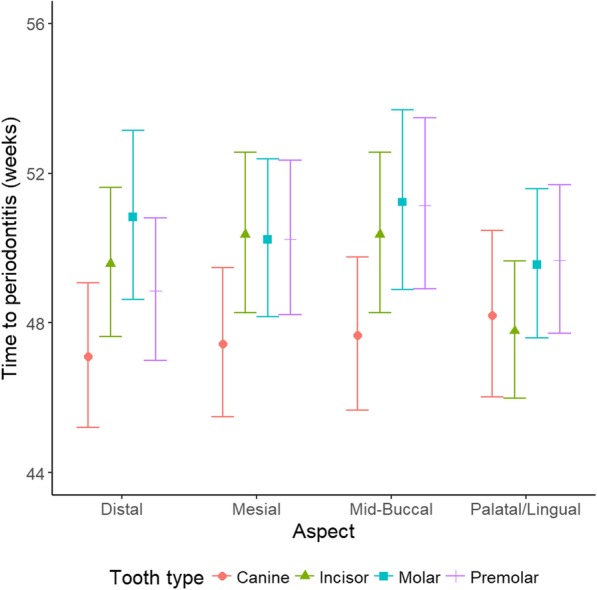 Time to periodontitis (weeks)
56
52
48
44
Distal Mesial Mid-Buccal Palatal/Lingual
Aspect
Tooth type Canine Incisor Molar Premolar